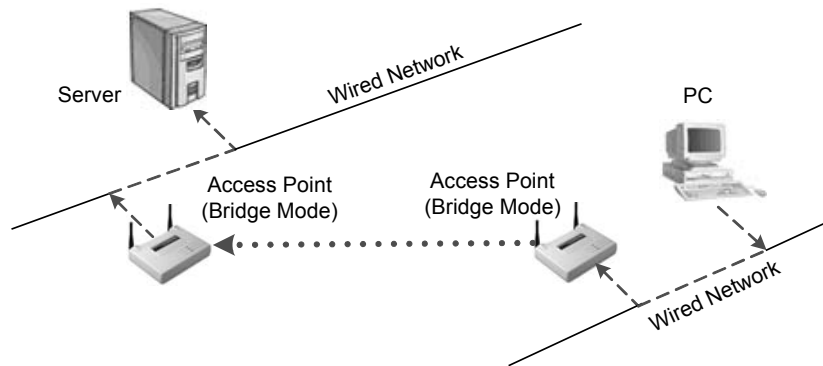 Wired Network
Server
PC
Access Point
(Bridge Mode)
Access Point
(Bridge Mode)
Wired Network